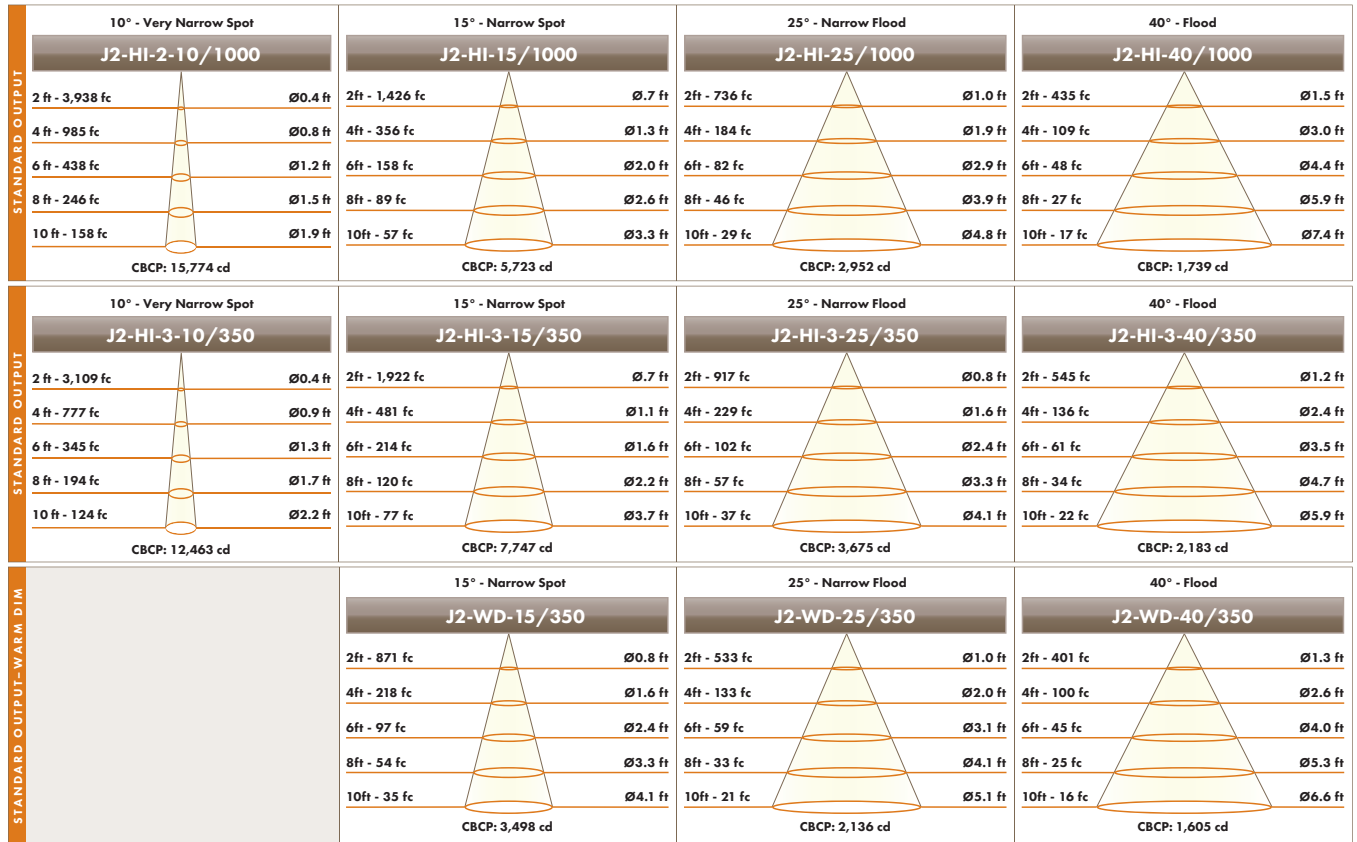 STANDARD OUTPUT
10° - Very Narrow Spot
J2-HI-2-10/1000
2 ft - 3,938 fc Ø0.4 ft
4 ft - 985 fc Ø0.8 ft
6 ft - 438 fc Ø1.2 ft
8 ft - 246 fc Ø1.5 ft
10 ft - 158 fc Ø1.9 ft
CBCP: 15,774 cd
15° - Narrow Spot
J2-HI-15/1000
2ft - 1,426 fc Ø.7 ft
4ft - 356 fc Ø1.3 ft
6ft - 158 fc Ø2.0 ft
8ft - 89 fc Ø2.6 ft
10ft - 57 fc Ø3.3 ft
CBCP: 5,723 cd
25° - Narrow Flood
J2-HI-25/1000
2ft - 736 fc Ø1.0 ft
4ft - 184 fc Ø1.9 ft
6ft - 82 fc Ø2.9 ft
8ft - 46 fc Ø3.9 ft
10ft - 29 fc Ø4.8 ft
CBCP: 2,952 cd
40° - Flood
J2-HI-40/1000
2ft - 435 fc Ø1.5 ft
4ft - 109 fc Ø3.0 ft
6ft - 48 fc Ø4.4 ft
8ft - 27 fc Ø5.9 ft
10ft - 17 fc Ø7.4 ft
CBCP: 1,739 cd
STANDARD OUTPUT
10° - Very Narrow Spot
J2-HI-3-10/350
2 ft - 3,109 fc Ø0.4 ft
4 ft - 777 fc Ø0.9 ft
6 ft - 345 fc Ø1.3 ft
8 ft - 194 fc Ø1.7 ft
10 ft - 124 fc Ø2.2 ft
CBCP: 12,463 cd
15° - Narrow Spot
J2-HI-3-15/350
2ft - 1,922 fc Ø.7 ft
4ft - 481 fc Ø1.1 ft
6ft - 214 fc Ø1.6 ft
8ft - 120 fc Ø2.2 ft
10ft - 77 fc Ø3.7 ft
CBCP: 7,747 cd
25° - Narrow Flood
J2-HI-3-25/350
2ft - 917 fc Ø0.8 ft
4ft - 229 fc Ø1.6 ft
6ft - 102 fc Ø2.4 ft
8ft - 57 fc Ø3.3 ft
10ft - 37 fc Ø4.1 ft
CBCP: 3,675 cd
40° - Flood
J2-HI-3-40/350
2ft - 545 fc Ø1.2 ft
4ft - 136 fc Ø2.4 ft
6ft - 61 fc Ø3.5 ft
8ft - 34 fc Ø4.7 ft
10ft - 22 fc Ø5.9 ft
CBCP: 2,183 cd
STANDARD OUTPUT–WARM DIM
15° - Narrow Spot
J2-WD-15/350
2ft - 871 fc Ø0.8 ft
4ft - 218 fc Ø1.6 ft
6ft - 97 fc Ø2.4 ft
8ft - 54 fc Ø3.3 ft
10ft - 35 fc Ø4.1 ft
CBCP: 3,498 cd
25° - Narrow Flood
J2-WD-25/350
2ft - 533 fc Ø1.0 ft
4ft - 133 fc Ø2.0 ft
6ft - 59 fc Ø3.1 ft
8ft - 33 fc Ø4.1 ft
10ft - 21 fc Ø5.1 ft
CBCP: 2,136 cd
40° - Flood
J2-WD-40/350
2ft - 401 fc Ø1.3 ft
4ft - 100 fc Ø2.6 ft
6ft - 45 fc Ø4.0 ft
8ft - 25 fc Ø5.3 ft
10ft - 16 fc Ø6.6 ft
CBCP: 1,605 cd